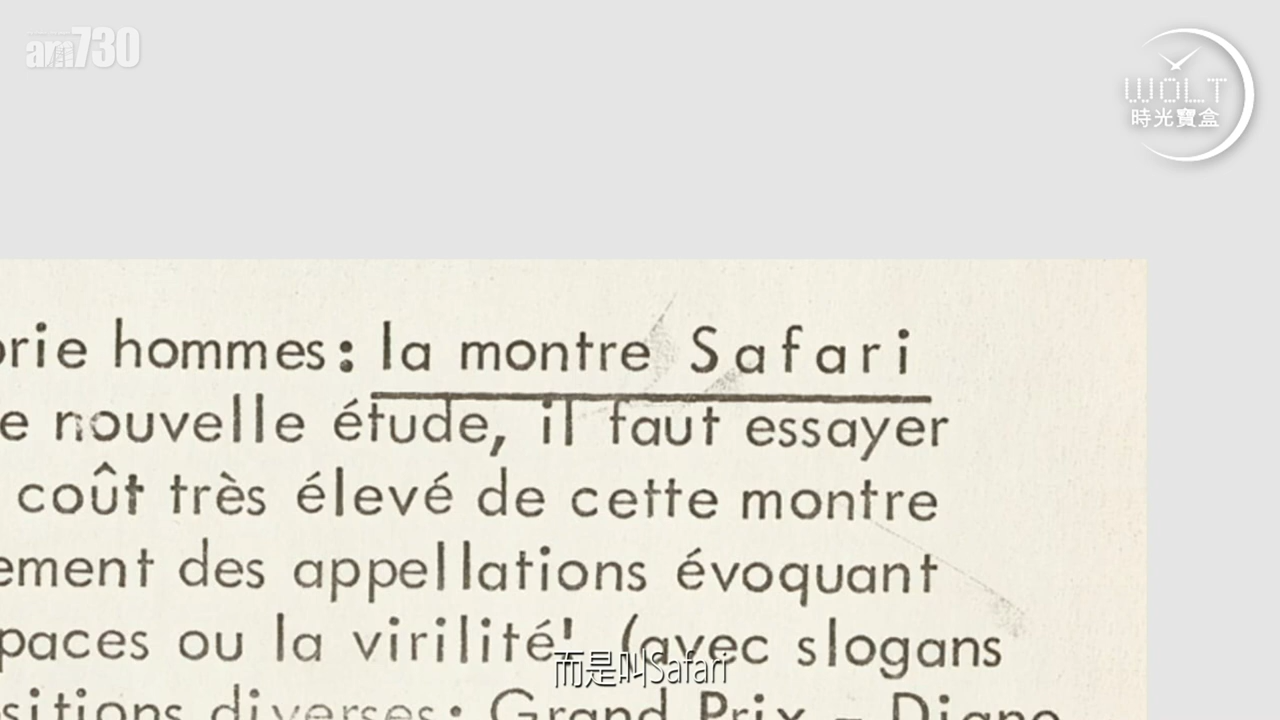 am730
WOLT
時光寶盒
orie hommes: la montre Safari
e nouvelle étude, il faut essayer
coût très élevé de cette montre
ement des appellations évoquant
paces ou la virilité' (avec slogans
而是叫Safari
sitions diverses: Grand Prix – Diane